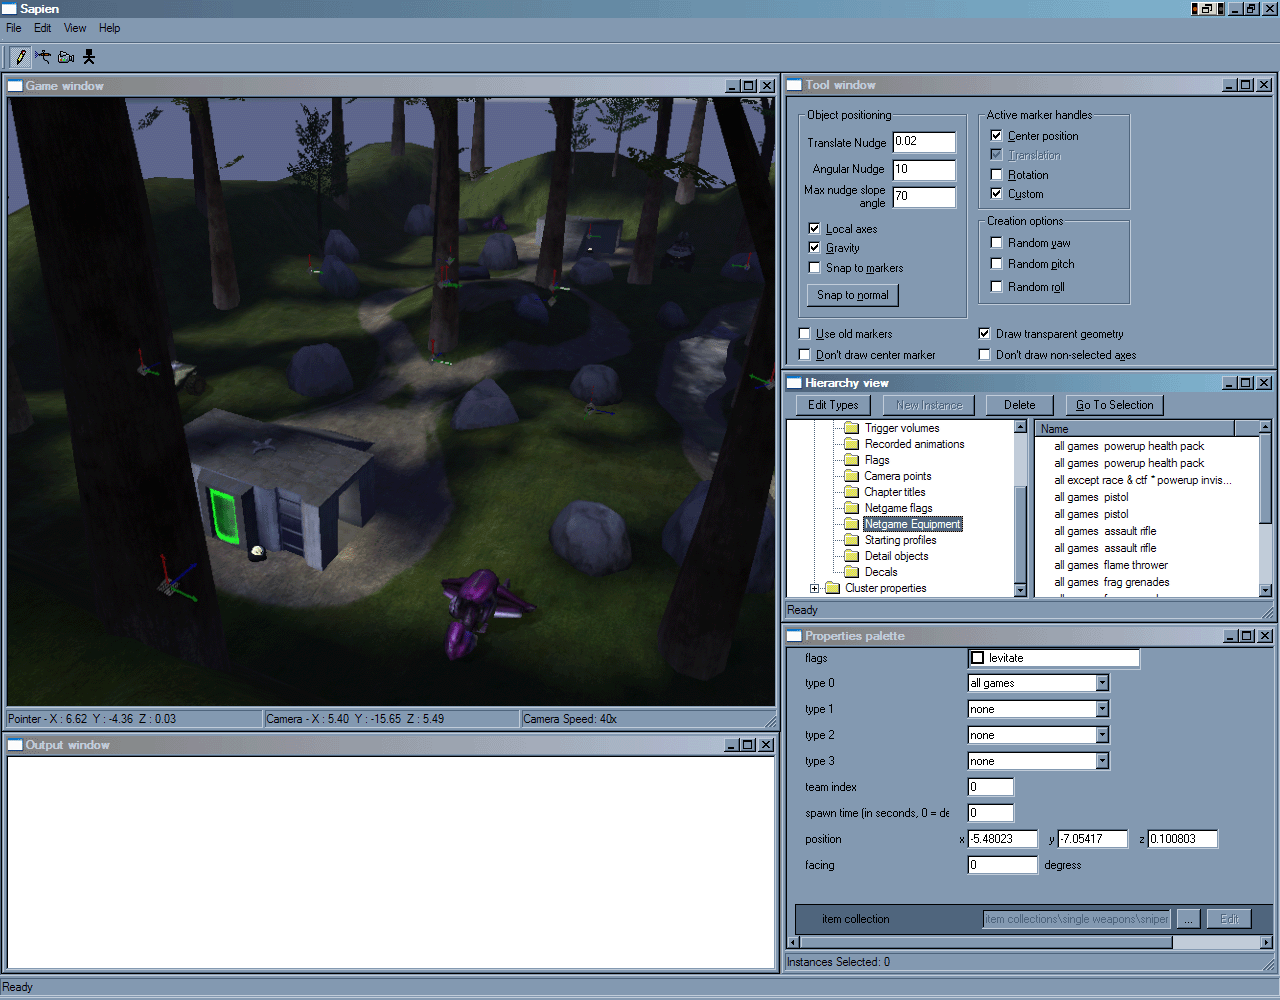 Sapien
File Edit View Help
Game window
Pointer - X : 6.62 Y : -4.36 Z : 0.03
Camera - X : 5.40 Y : -15.65 Z : 5.49
Camera Speed: 40x
Output window
Tool window
Object positioning
Translate Nudge 0.02
Angular Nudge 10
Max nudge slope angle 70
Local axes
Gravity
Snap to markers
Snap to normal
Active marker handles
Center position
Translation
Rotation
Custom
Creation options
Random yaw
Random pitch
Random roll
Use old markers
Draw transparent geometry
Don't draw center marker
Don't draw non-selected axes
Hierarchy view
Edit Types New Instance Delete Go To Selection
Trigger volumes
Recorded animations
Flags
Camera points
Chapter titles
Netgame flags
Netgame Equipment
Starting profiles
Detail objects
Decals
Cluster properties
Name
all games powerup health pack
all games powerup health pack
all except race & ctf * powerup invis...
all games pistol
all games pistol
all games assault rifle
all games assault rifle
all games flame thrower
all games frag grenades
Ready
Properties palette
flags levitate
type 0 all games
type 1 none
type 2 none
type 3 none
team index 0
spawn time (in seconds, 0 = de 0
position x -5.48023 y -7.05417 z 0.100803
facing 0 degress
item collection item collections\single weapons\sniper ... Edit
Instances Selected: 0
Ready